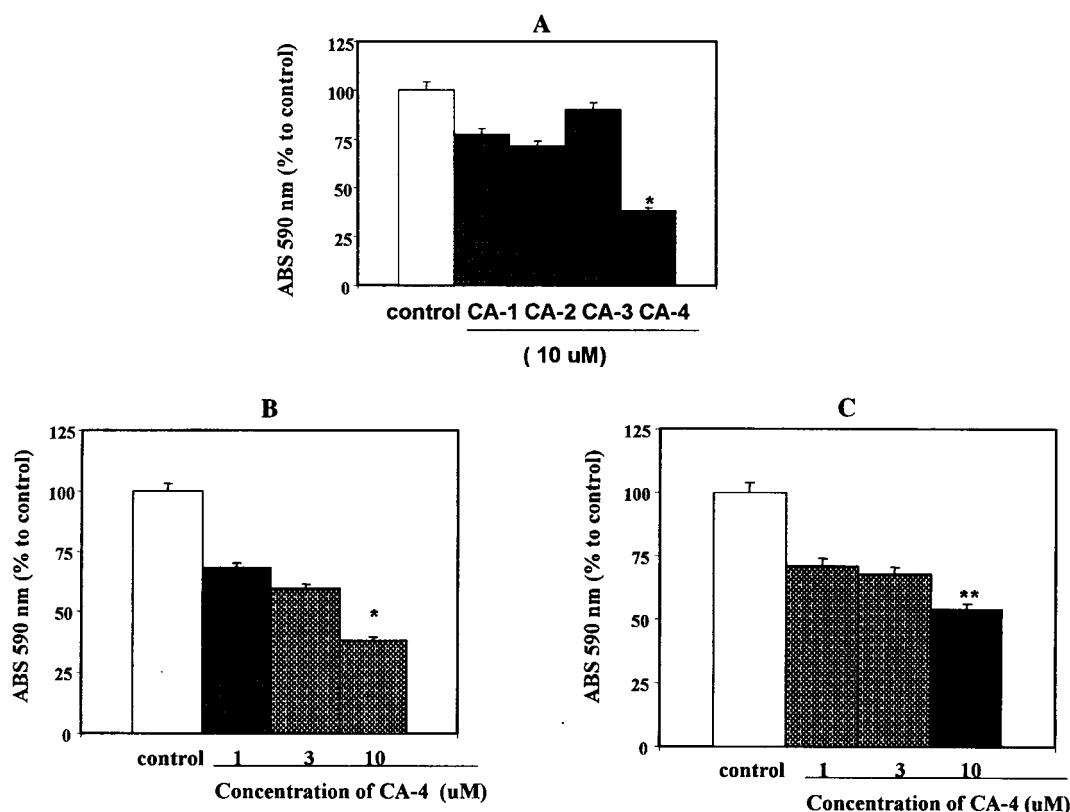 A
ABS 590 nm (% to control)
125
100
75
50
25
0
*
control CA-1 CA-2 CA-3 CA-4
( 10 uM)
B
ABS 590 nm (% to control)
125
100
75
50
25
0
*
control 1 3 10
Concentration of CA-4 (uM)
C
ABS 590 nm (% to control)
125
100
75
50
25
0
**
control 1 3 10
Concentration of CA-4 (uM)